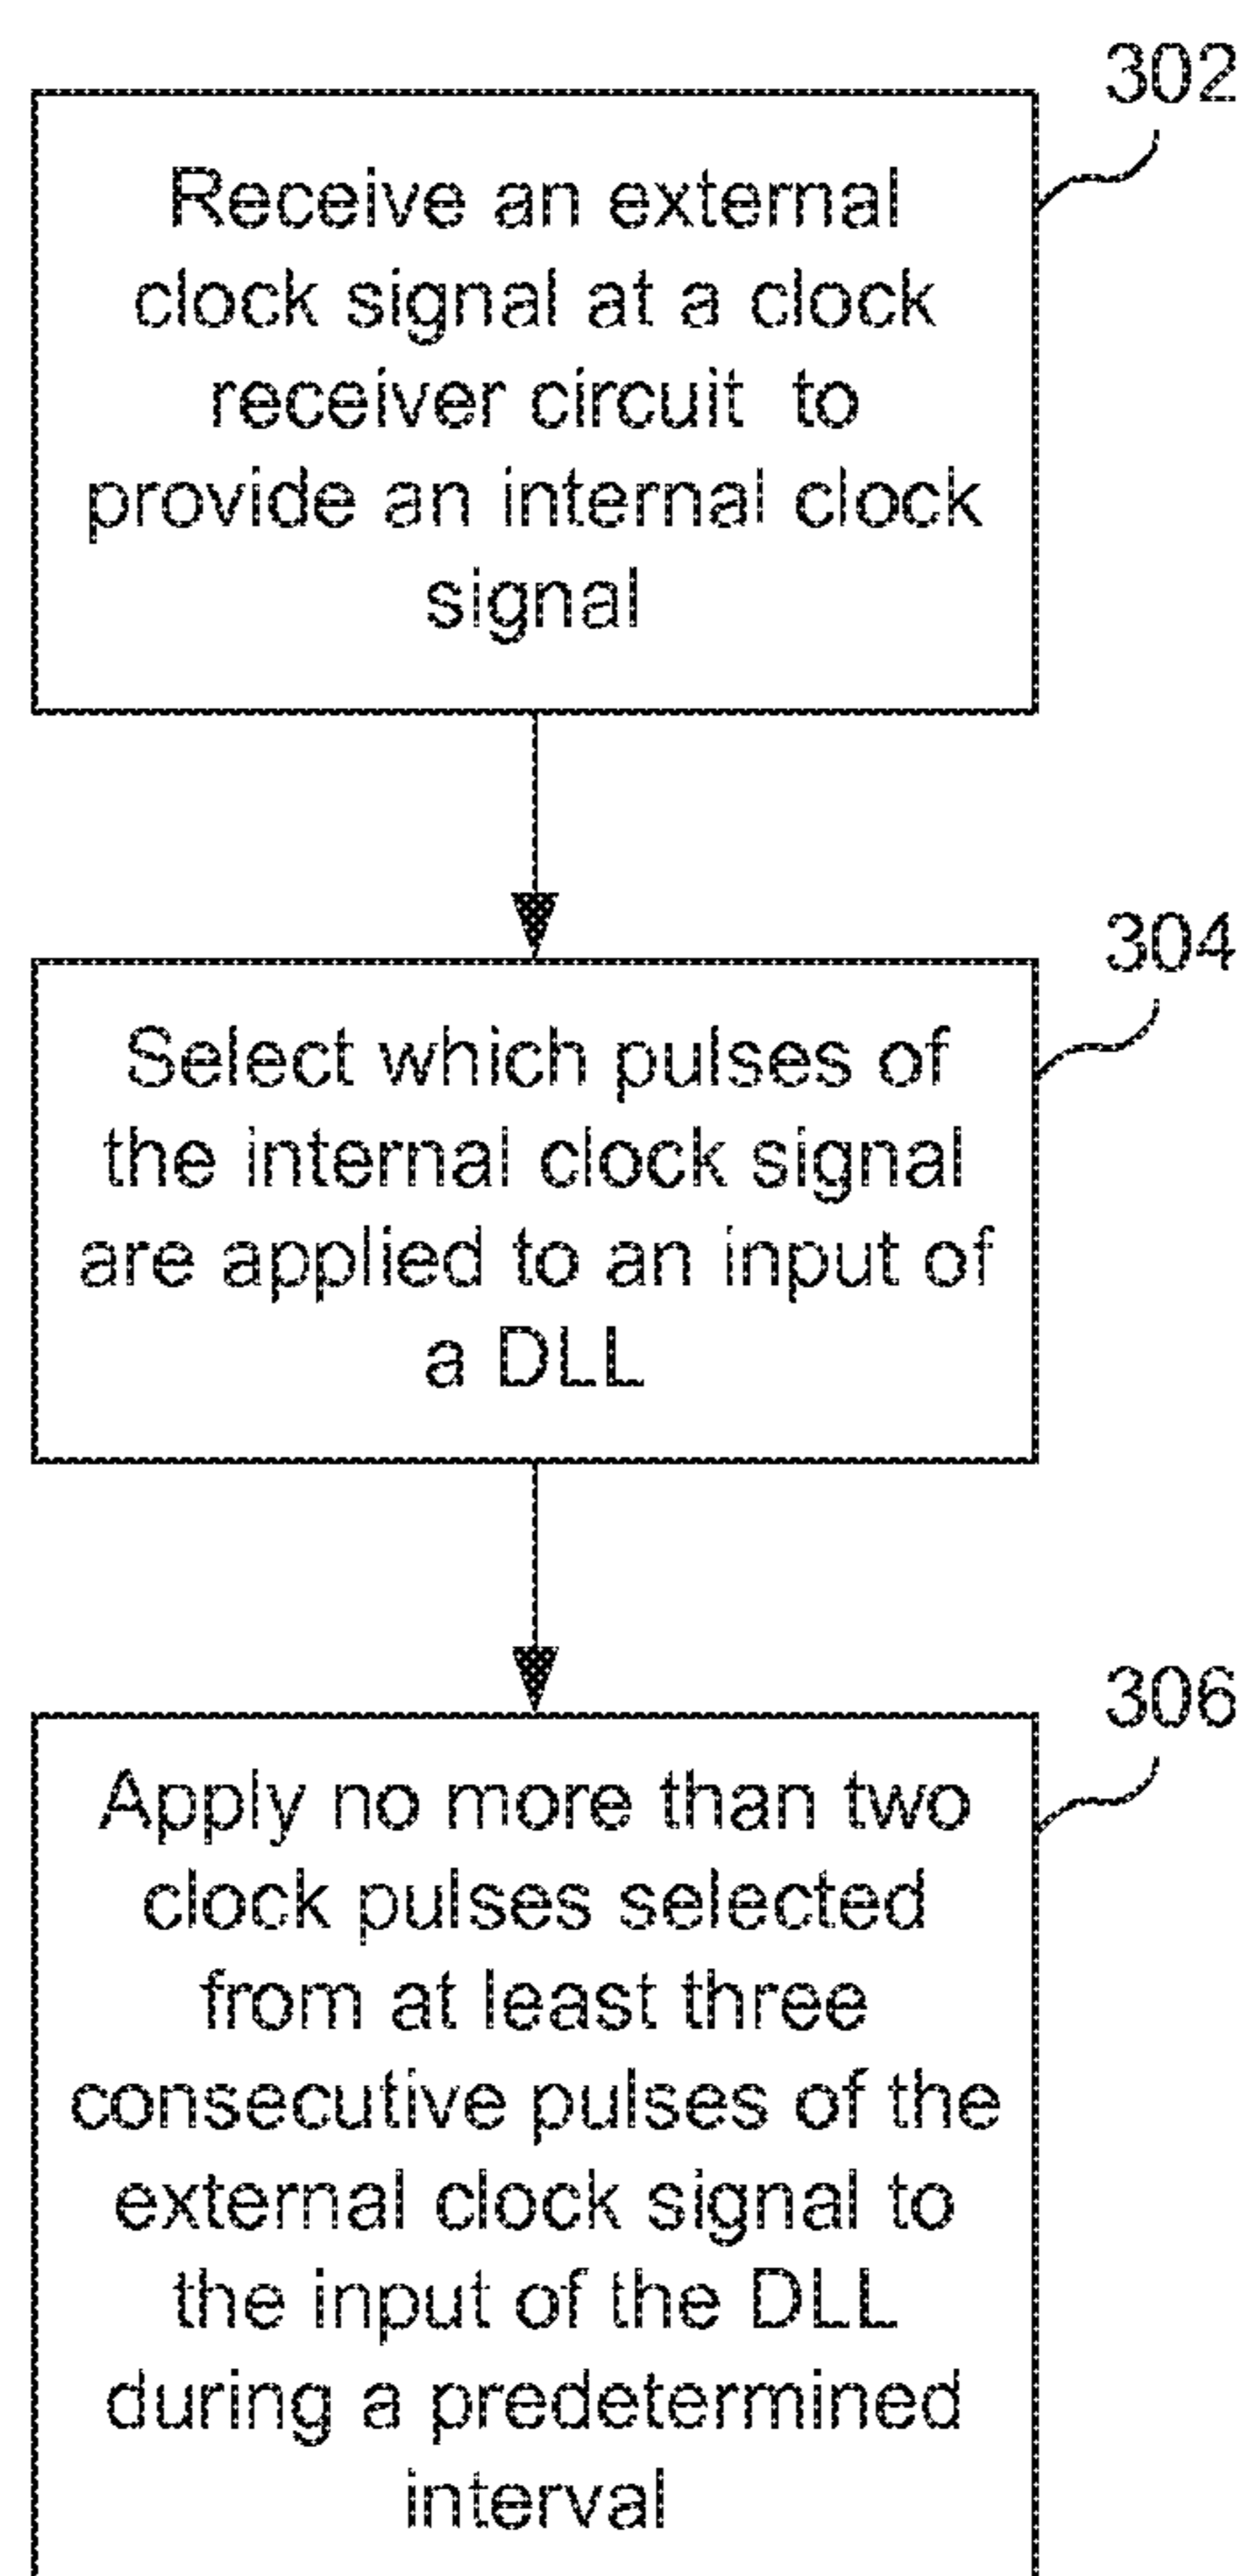 302
Receive an external
clock signal at a clock
receiver circuit to
provide an internal clock
signal
304
Select which pulses of
the internal clock signal
are applied to an input of
a DLL
306
Apply no more than two
clock pulses selected
from at least three
consecutive pulses of the
external clock signal to
the input of the DLL
during a predetermined
interval